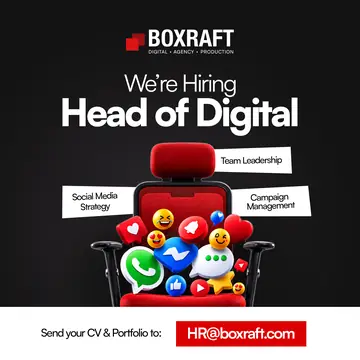 BOXRAFT
DIGITAL • AGENCY • PRODUCTION
We're Hiring
Head of Digital
Team Leadership
Social Media
Strategy
Campaign
Management
Send your CV & Portfolio to:
HR@boxraft.com